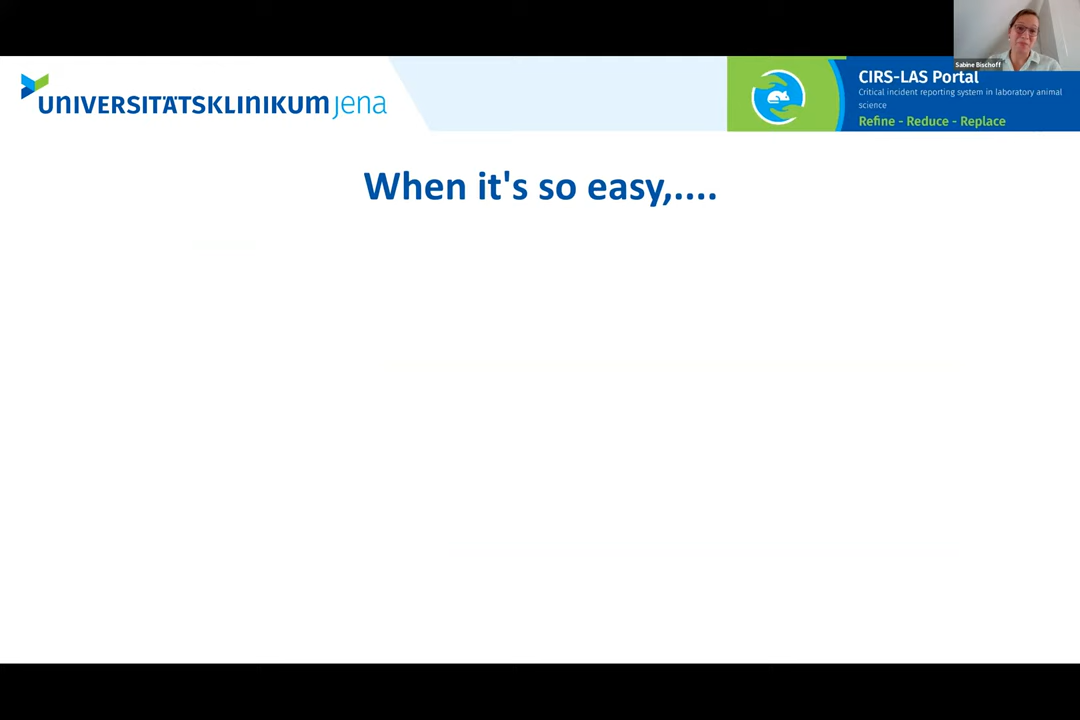 Sabine Bischoff
UNIVERSITÄTSKLINIKUM jena
CIRS-LAS Portal
Critical incident reporting system in laboratory animal
science
Refine - Reduce - Replace
When it's so easy,....